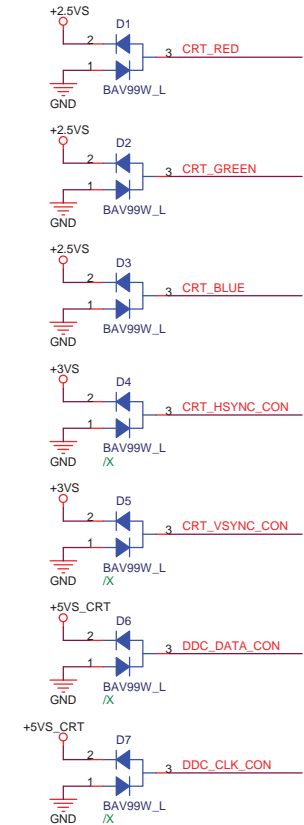 +2.5VS
D1
2
3 CRT_RED
1
BAV99W_L
GND
+2.5VS
D2
2
3 CRT_GREEN
1
BAV99W_L
GND
+2.5VS
D3
2
3 CRT_BLUE
1
BAV99W_L
GND
+3VS
D4
2
3 CRT_HSYNC_CON
1
BAV99W_L
GND /X
+3VS
D5
2
3 CRT_VSYNC_CON
1
BAV99W_L
GND /X
+5VS_CRT
D6
2
3 DDC_DATA_CON
1
BAV99W_L
GND /X
+5VS_CRT
D7
2
3 DDC_CLK_CON
1
BAV99W_L
GND /X